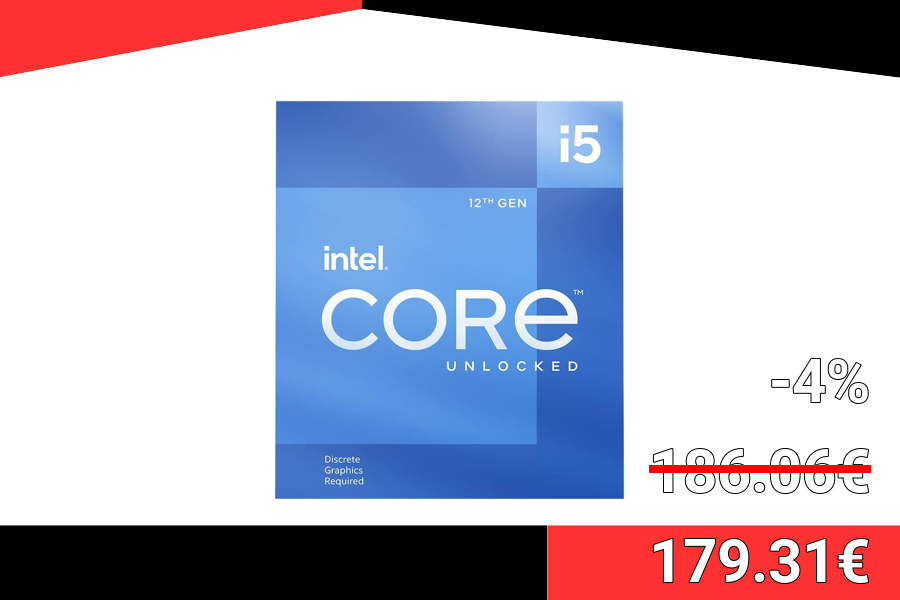 i5
12TH GEN
intel.
CORE™
UNLOCKED
Discrete
Graphics
Required
-4%
186.06€
179.31€